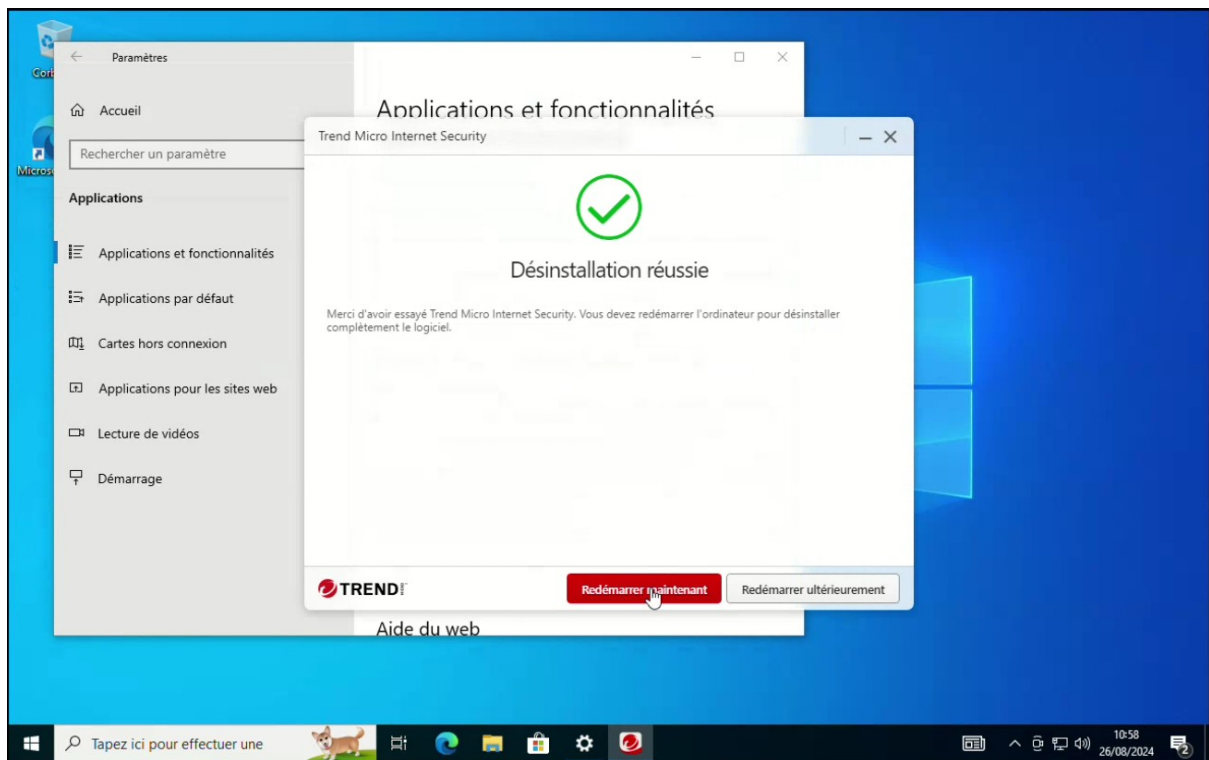 Paramètres
Accueil
Rechercher un paramètre
Applications
Applications et fonctionnalités
Applications par défaut
Cartes hors connexion
Applications pour les sites web
Lecture de vidéos
Démarrage
Applications et fonctionnalités
Trend Micro Internet Security
Désinstallation réussie
Merci d'avoir essayé Trend Micro Internet Security. Vous devez redémarrer l'ordinateur pour désinstaller
complètement le logiciel.
TREND
Redémarrer maintenant
Redémarrer ultérieurement
Aide du web
Tapez ici pour effectuer une
10:58
26/08/2024
2